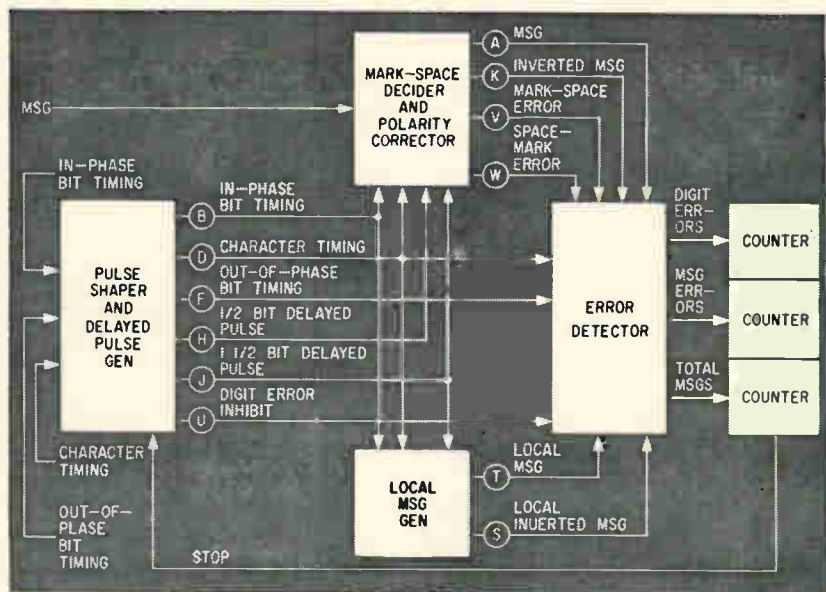 MSG
IN-PHASE
BIT TIMING
PULSE
SHAPER
AND
DELAYED
PULSE
GEN
CHARACTER
TIMING
OUT-OF-
PLASE
BIT
TIMING
STOP
B
IN-PHASE
BIT TIMING
D
CHARACTER TIMING
F
OUT-OF-PHASE
BIT TIMING
H
1/2 BIT DELAYED
PULSE
J
1 1/2 BIT DELAYED
PULSE
U
DIGIT ERROR
INHIBIT
MARK-SPACE
DECIDER
AND
POLARITY
CORRECTOR
A
MSG
K
INVERTED MSG
V
MARK-SPACE
ERROR
W
SPACE-
MARK
ERROR
LOCAL
MSG
GEN
T
LOCAL
MSG
S
LOCAL
INUERTED MSG
ERROR
DETECTOR
DIGIT
ERR-
ORS
COUNTER
MSG
ERR-
ORS
COUNTER
TOTAL
MSGS
COUNTER